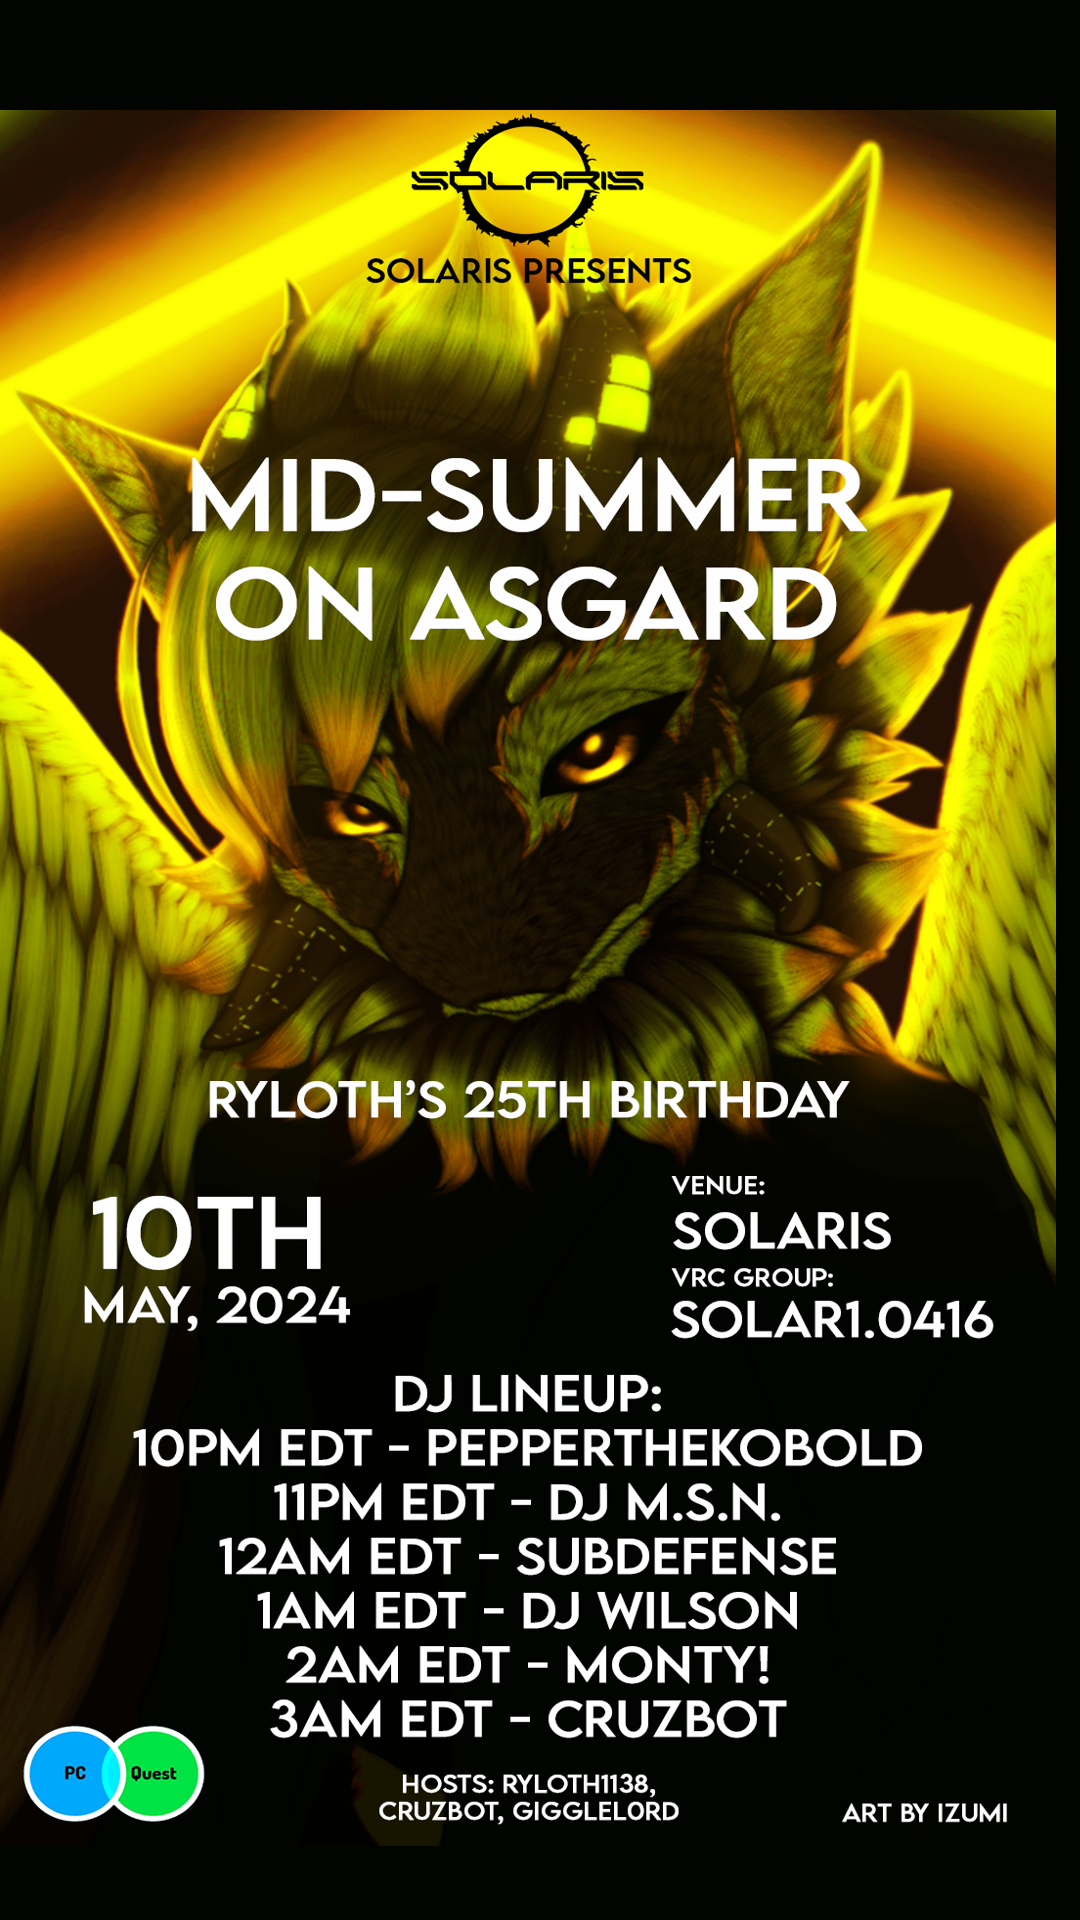 SOLARIS
SOLARIS PRESENTS
MID-SUMMER
ON ASGARD
RYLOTH'S 25TH BIRTHDAY
10TH
MAY, 2024
VENUE:
SOLARIS
VRC GROUP:
SOLAR1.0416
DJ LINEUP:
10PM EDT - PEPPERTHEKOBOLD
11PM EDT - DJ M.S.N.
12AM EDT - SUBDEFENSE
1AM EDT - DJ WILSON
2AM EDT - MONTY!
3AM EDT - CRUZBOT
PC Quest
HOSTS: RYLOTH1138,
CRUZBOT, GIGGLEL0RD
ART BY IZUMI